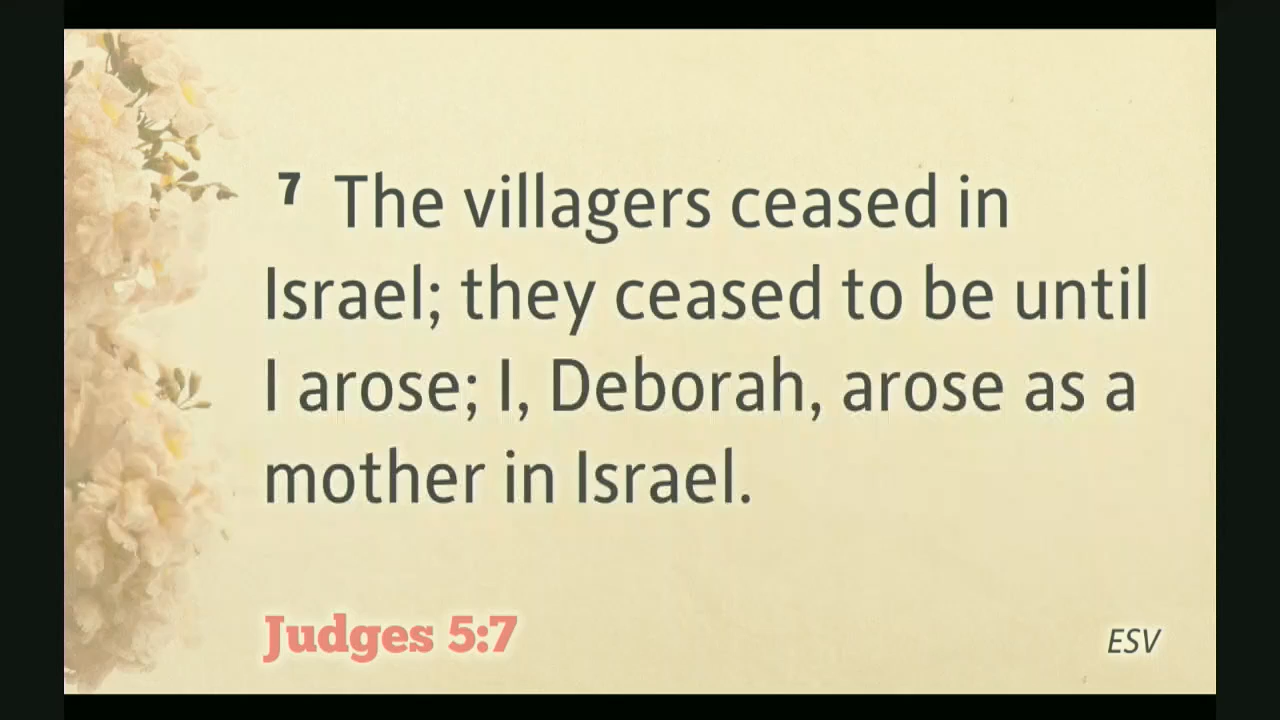 7 The villagers ceased in
Israel; they ceased to be until
I arose; I, Deborah, arose as a
mother in Israel.
Judges 5:7
ESV